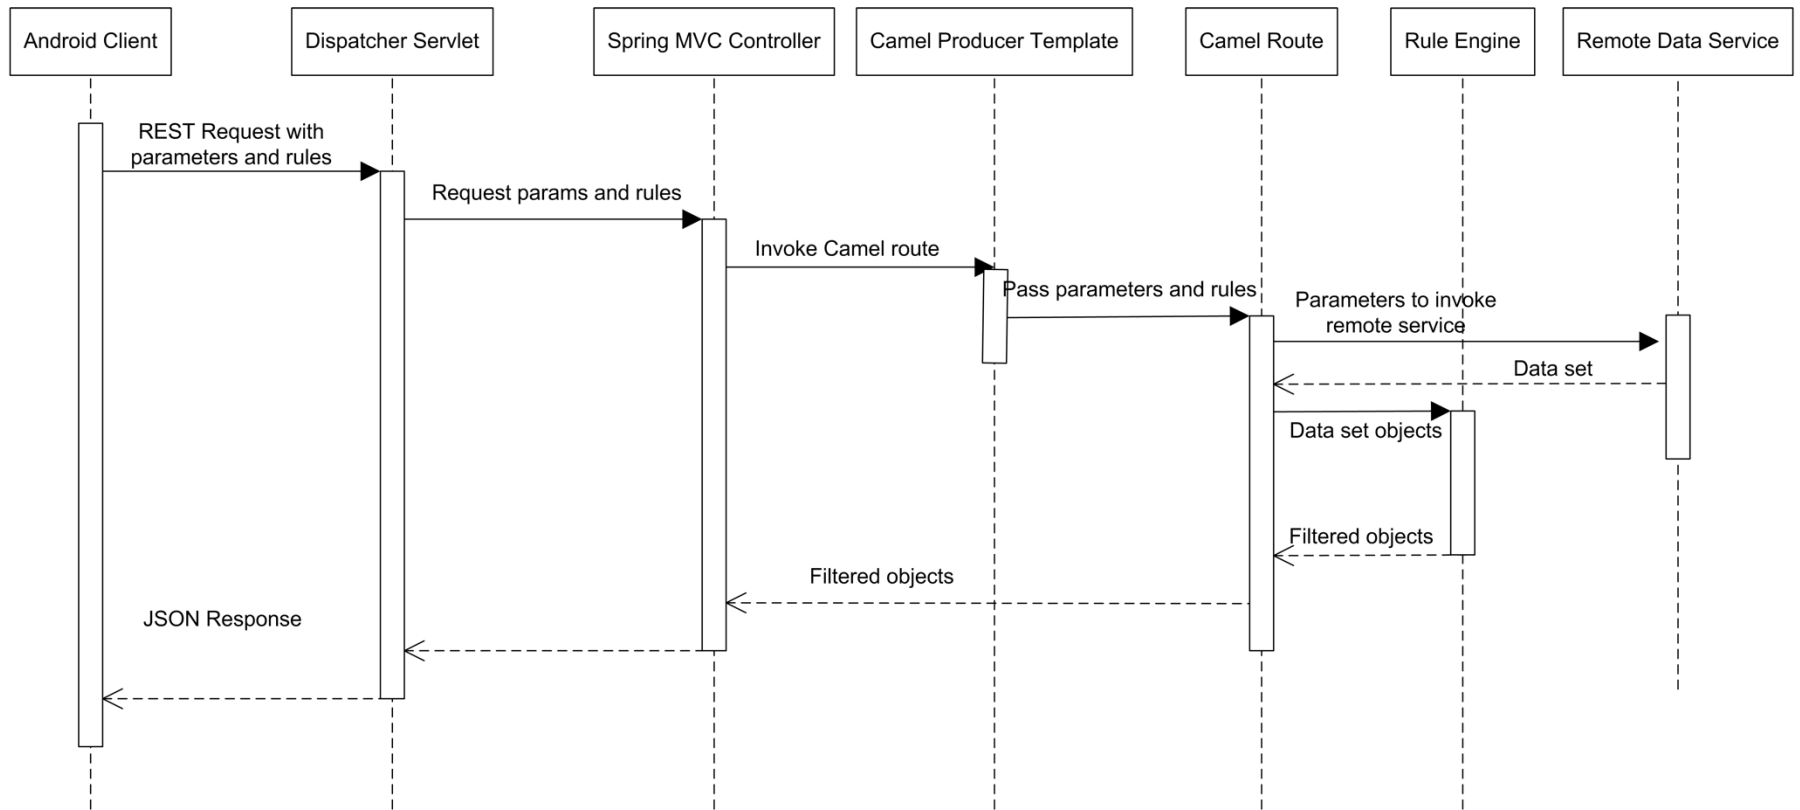 Android Client
Dispatcher Servlet
Spring MVC Controller
Camel Producer Template
Camel Route
Rule Engine
Remote Data Service
REST Request with
parameters and rules
Request params and rules
Invoke Camel route
Pass parameters and rules
Parameters to invoke
remote service
Data set
Data set objects
Filtered objects
Filtered objects
JSON Response